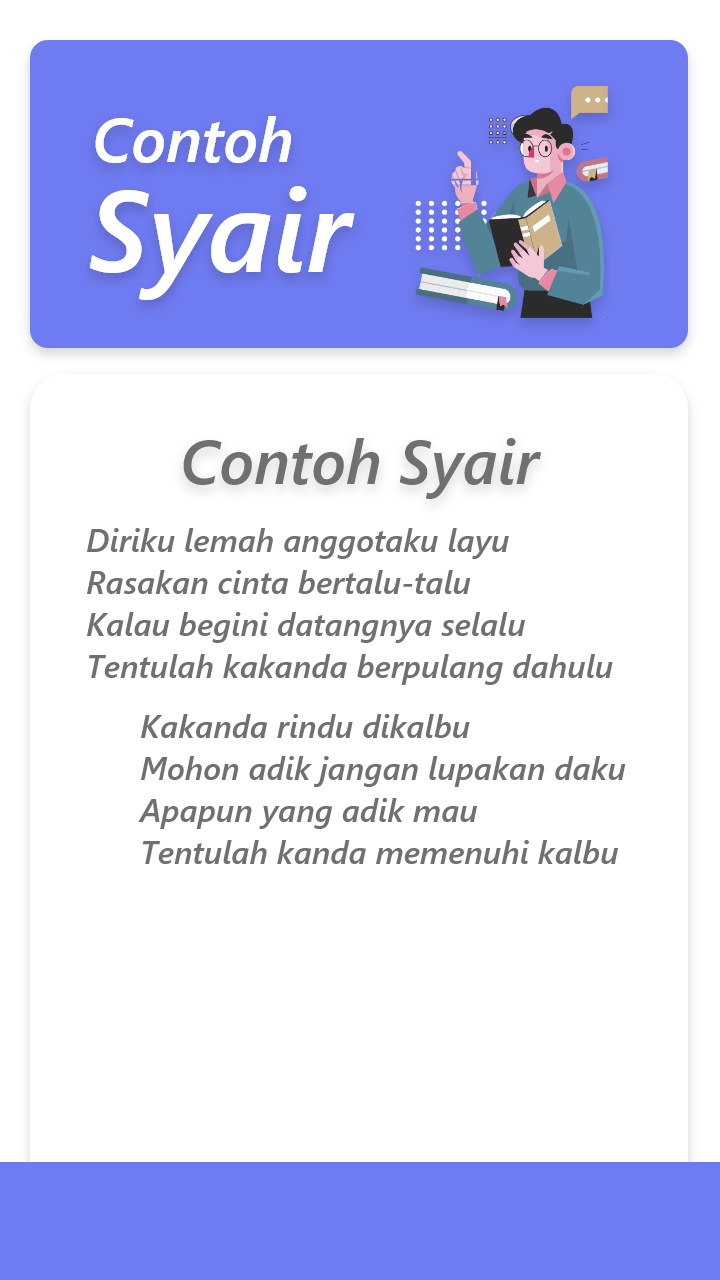 Contoh
Syair
Contoh Syair
Diriku lemah anggotaku layu
Rasakan cinta bertalu-talu
Kalau begini datangnya selalu
Tentulah kakanda berpulang dahulu
Kakanda rindu dikalbu
Mohon adik jangan lupakan daku
Apapun yang adik mau
Tentulah kanda memenuhi kalbu